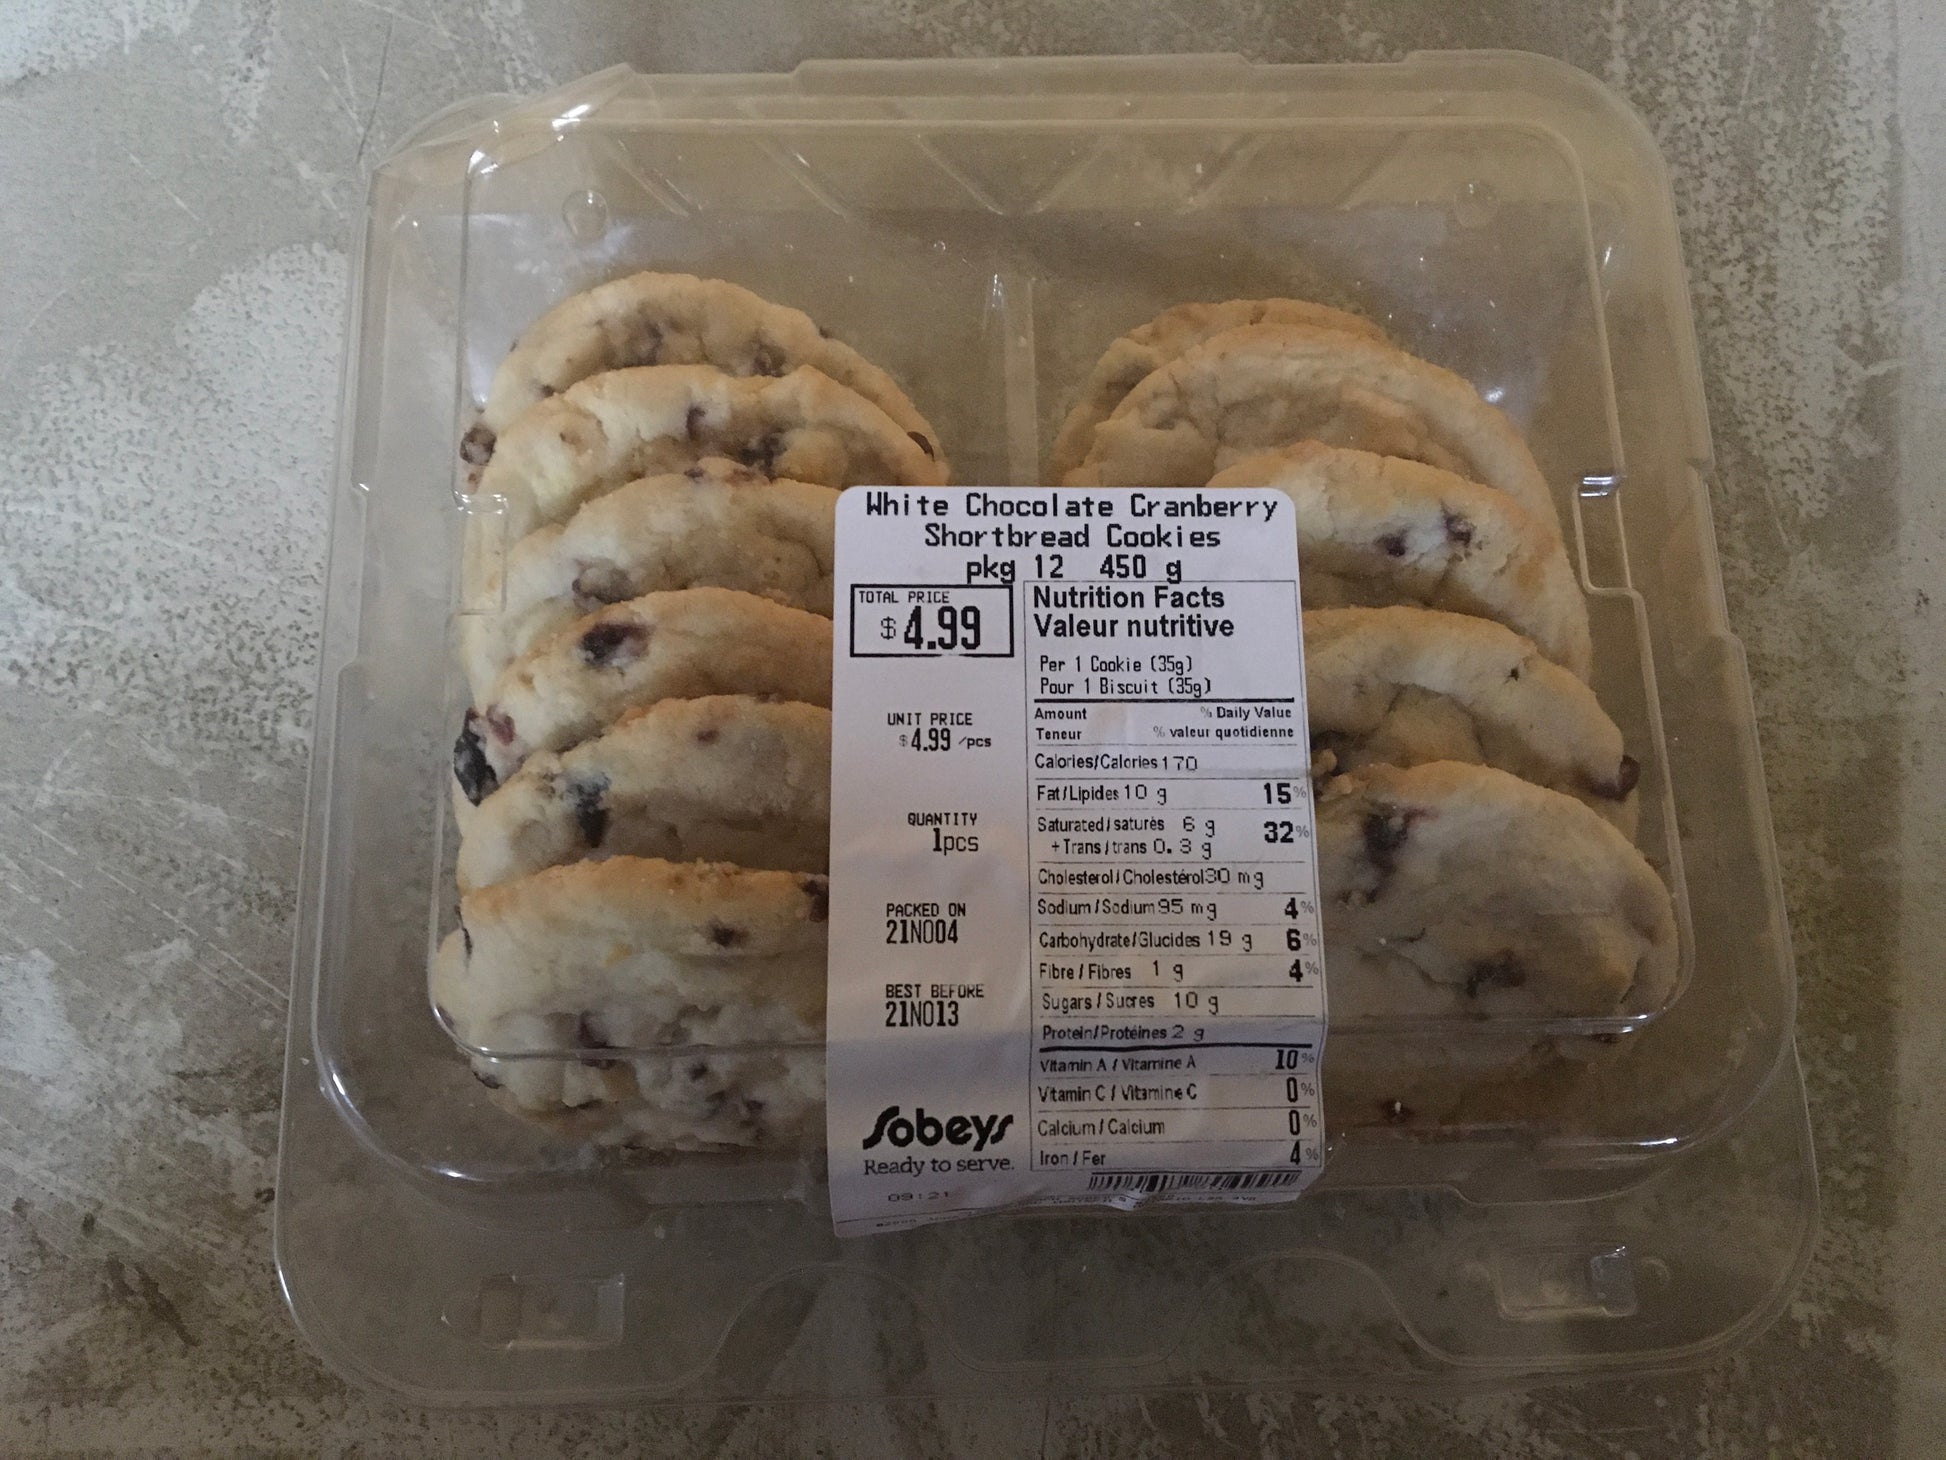 White Chocolate Cranberry
Shortbread Cookies
pkg 12 450 g
TOTAL PRICE
$4.99
UNIT PRICE
$4.99 /pcs
QUANTITY
1pcs
PACKED ON
21NO04
BEST BEFORE
21NO13
Sobeys
Ready to serve.
09:21
Nutrition Facts
Valeur nutritive
Per 1 Cookie (35g)
Pour 1 Biscuit (35g)
Amount % Daily Value
Teneur % valeur quotidienne
Calories/Calories 170
Fat/Lipides 10 g 15%
Saturated/saturés 6 g 32%
+Trans/trans 0.3 g
Cholesterol/Cholestérol 30 mg
Sodium/Sodium 95 mg 4%
Carbohydrate/Glucides 19 g 6%
Fibre/Fibres 1 g 4%
Sugars/Sucres 10 g
Protein/Protéines 2 g
Vitamin A / Vitamine A 10%
Vitamin C / Vitamine C 0%
Calcium / Calcium 0%
Iron / Fer 4%